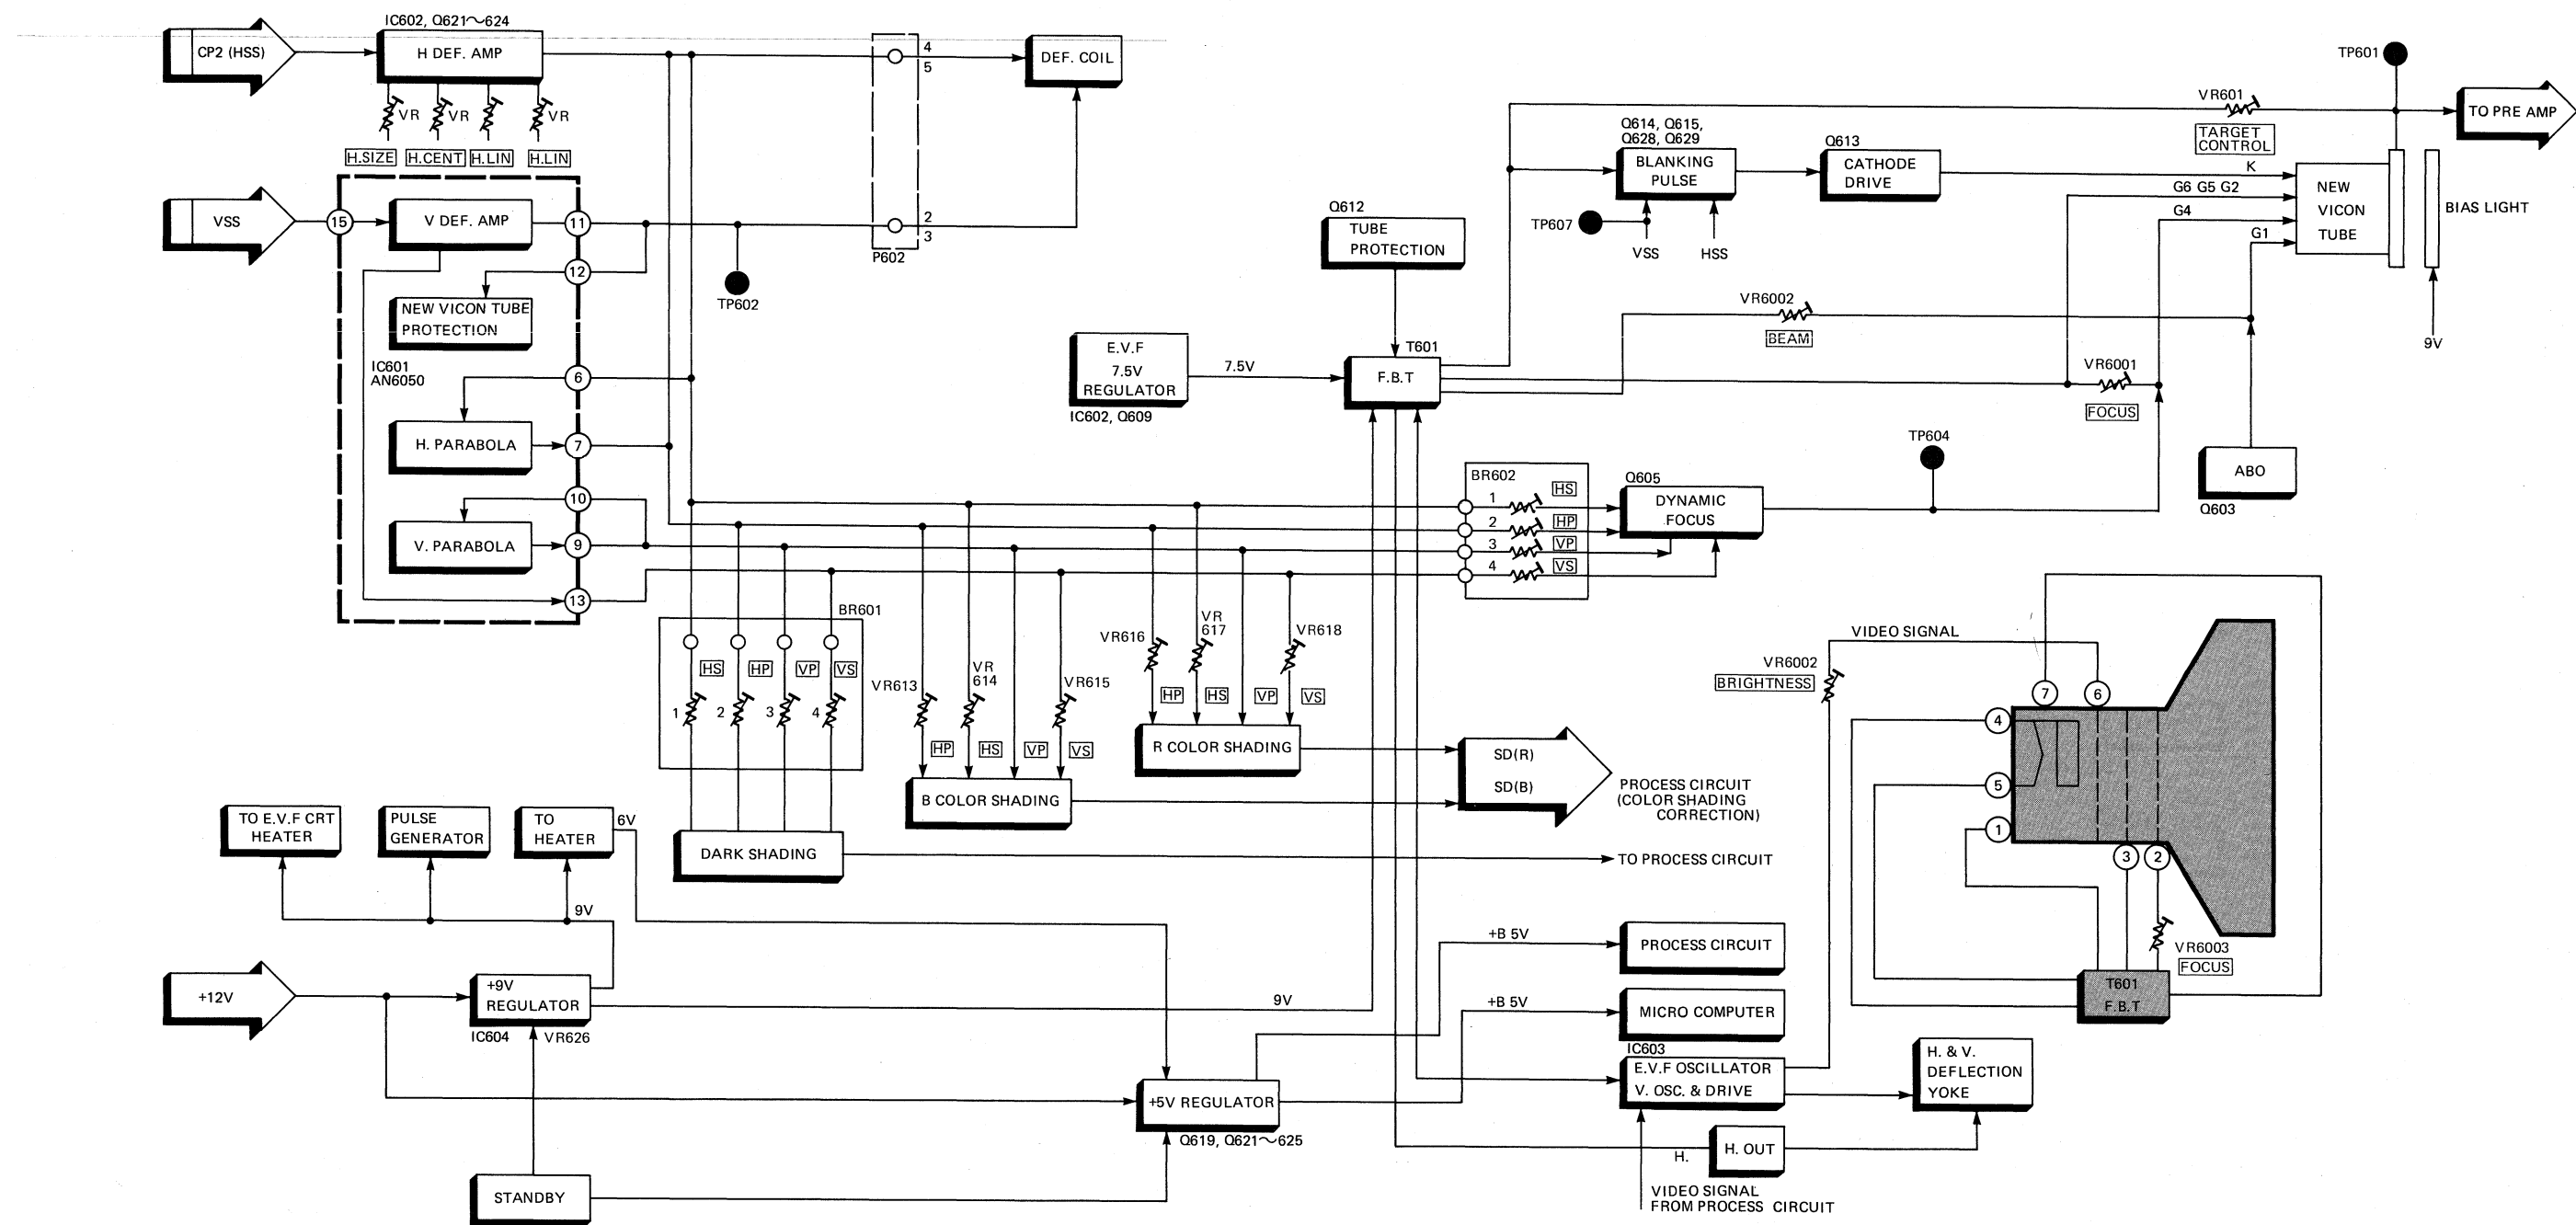 IC602, Q621～624
CP2 (HSS)
H DEF. AMP
VR
VR
VR
H.SIZE
H.CENT
H.LIN
H.LIN
4
5
DEF. COIL
VSS
15
V DEF. AMP
11
2
3
P602
12
TP602
NEW VICON TUBE
PROTECTION
IC601
AN6050
6
H. PARABOLA
7
10
V. PARABOLA
9
13
TP601
VR601
TARGET
CONTROL
TO PRE AMP
Q614, Q615,
Q628, Q629
BLANKING
PULSE
Q613
CATHODE
DRIVE
K
G6 G5 G2
G4
G1
NEW
VICON
TUBE
BIAS LIGHT
9V
TP607
VSS
HSS
Q612
TUBE
PROTECTION
VR6002
BEAM
E.V.F
7.5V
REGULATOR
IC602, Q609
7.5V
T601
F.B.T
VR6001
FOCUS
TP604
ABO
Q603
BR602
1
HS
2
HP
3
VP
4
VS
Q605
DYNAMIC
FOCUS
BR601
HS
HP
VP
VS
1
2
3
4
VR613
VR
614
VR615
HP
HS
VP
VS
B COLOR SHADING
VR616
VR
617
VR618
HP
HS
VP
VS
R COLOR SHADING
SD(R)
SD(B)
PROCESS CIRCUIT
(COLOR SHADING
CORRECTION)
DARK SHADING
TO PROCESS CIRCUIT
VIDEO SIGNAL
VR6002
BRIGHTNESS
7
6
4
5
1
3
2
VR6003
FOCUS
T601
F.B.T
TO E.V.F CRT
HEATER
PULSE
GENERATOR
TO
HEATER
6V
9V
+12V
+9V
REGULATOR
IC604
VR626
9V
STANDBY
+5V REGULATOR
Q619, Q621～625
+B 5V
PROCESS CIRCUIT
+B 5V
MICRO COMPUTER
IC603
E.V.F OSCILLATOR
V. OSC. & DRIVE
H. & V.
DEFLECTION
YOKE
H.
H. OUT
VIDEO SIGNAL
FROM PROCESS CIRCUIT